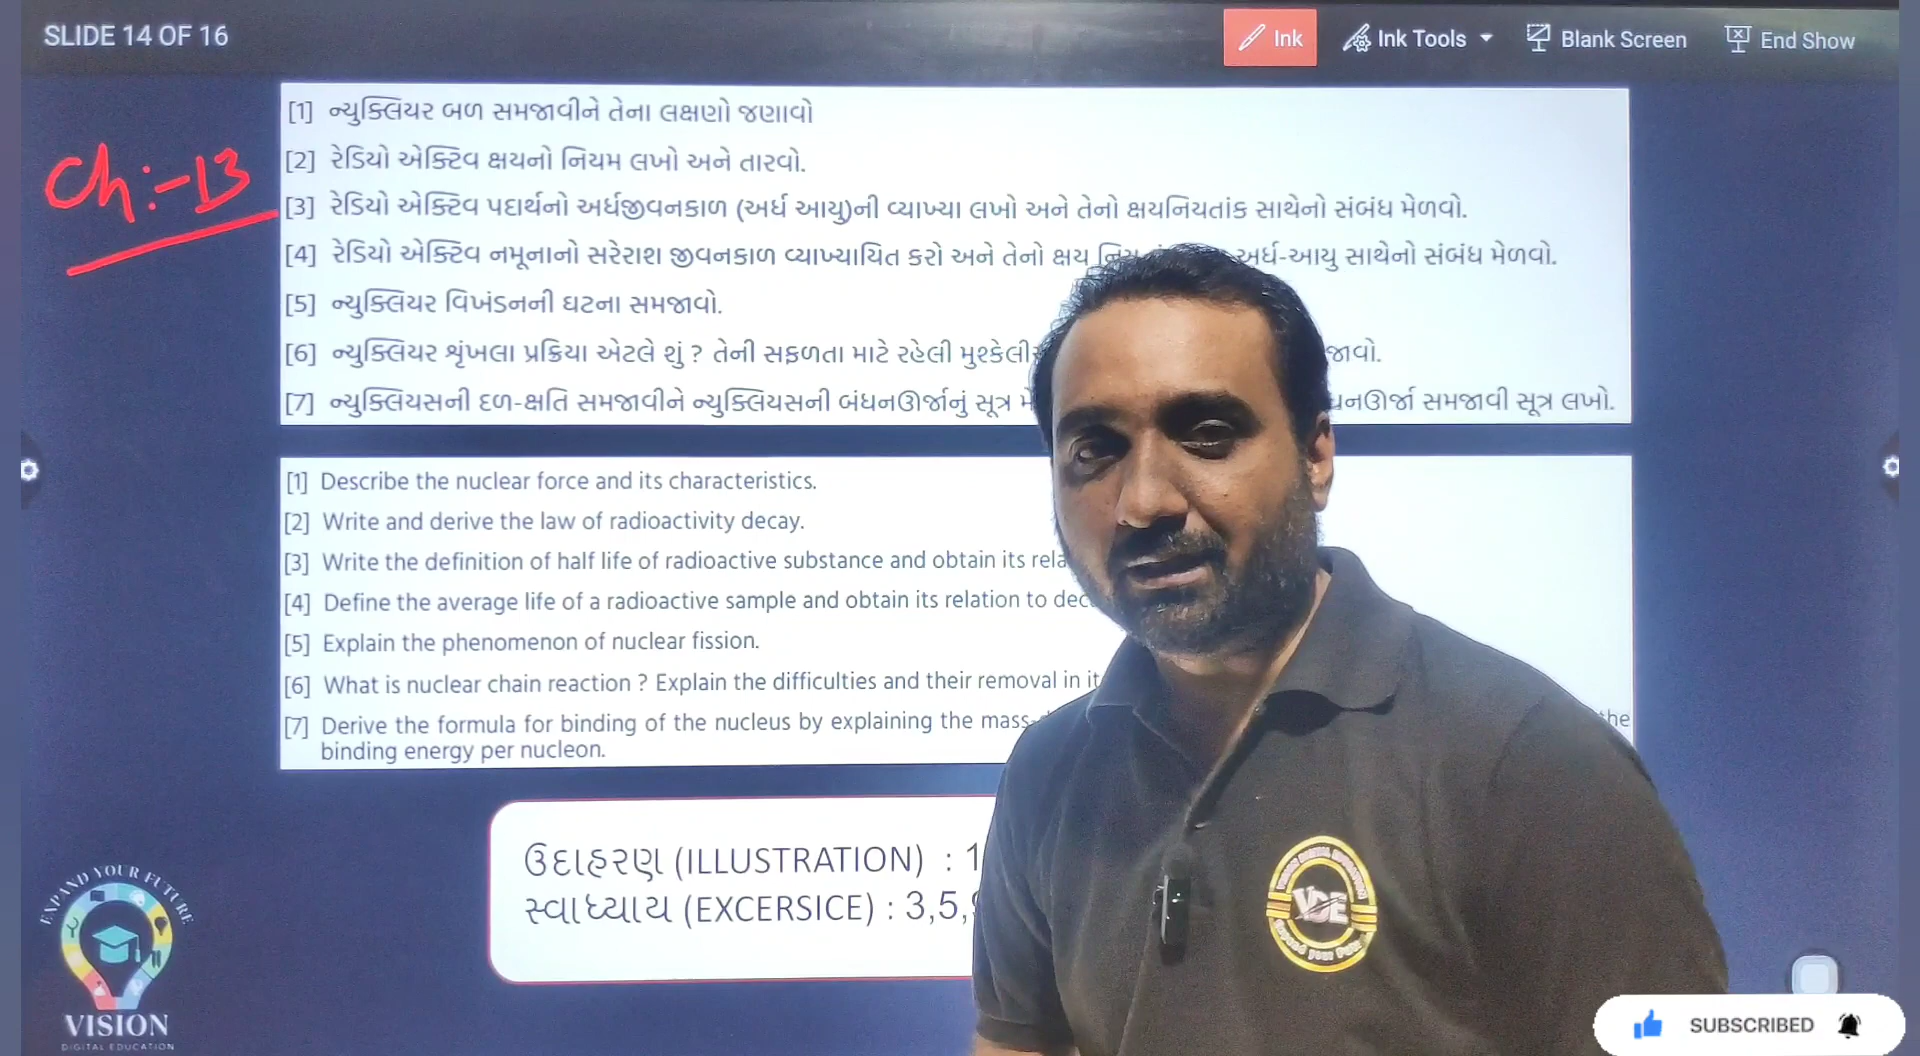 SLIDE 14 OF 16
Ink
Ink Tools
Blank Screen
End Show
Ch:-13
[1] ન્યુક્લિયર બળ સમજાવીને તેના લક્ષણો જણાવો
[2] રેડિયો એક્ટિવ ક્ષયનો નિયમ લખો અને તારવો.
[3] રેડિયો એક્ટિવ પદાર્થનો અર્ધજીવનકાળ (અર્ધ આયુ)ની વ્યાખ્યા લખો અને તેનો ક્ષયનિયતાંક સાથેનો સંબંધ મેળવો.
[4] રેડિયો એક્ટિવ નમૂનાનો સરેરાશ જીવનકાળ વ્યાખ્યાયિત કરો અને તેનો ક્ષય અર્ધ-આયુ સાથેનો સંબંધ મેળવો.
[5] ન્યુક્લિયર વિખંડનની ઘટના સમજાવો.
[6] ન્યુક્લિયર શૃંખલા પ્રક્રિયા એટલે શું ? તેની સફળતા માટે રહેલી
[7] ન્યુક્લિયસની દળ-ક્ષતિ સમજાવીને ન્યુક્લિયસની બંધનઊર્જાનું સૂત્ર સમજાવી સૂત્ર લખો.
[1] Describe the nuclear force and its characteristics.
[2] Write and derive the law of radioactivity decay.
[3] Write the definition of half life of radioactive substance and obtain its
[4] Define the average life of a radioactive sample and obtain its relation to
[5] Explain the phenomenon of nuclear fission.
[6] What is nuclear chain reaction ? Explain the difficulties and their removal in
[7] Derive the formula for binding of the nucleus by explaining the mass- the
binding energy per nucleon.
ઉદાહરણ (ILLUSTRATION) : 1
સ્વાધ્યાય (EXCERSICE) : 3,5,
EXPAND YOUR FUTURE
VISION
DIGITAL EDUCATION
VDE
SUBSCRIBED